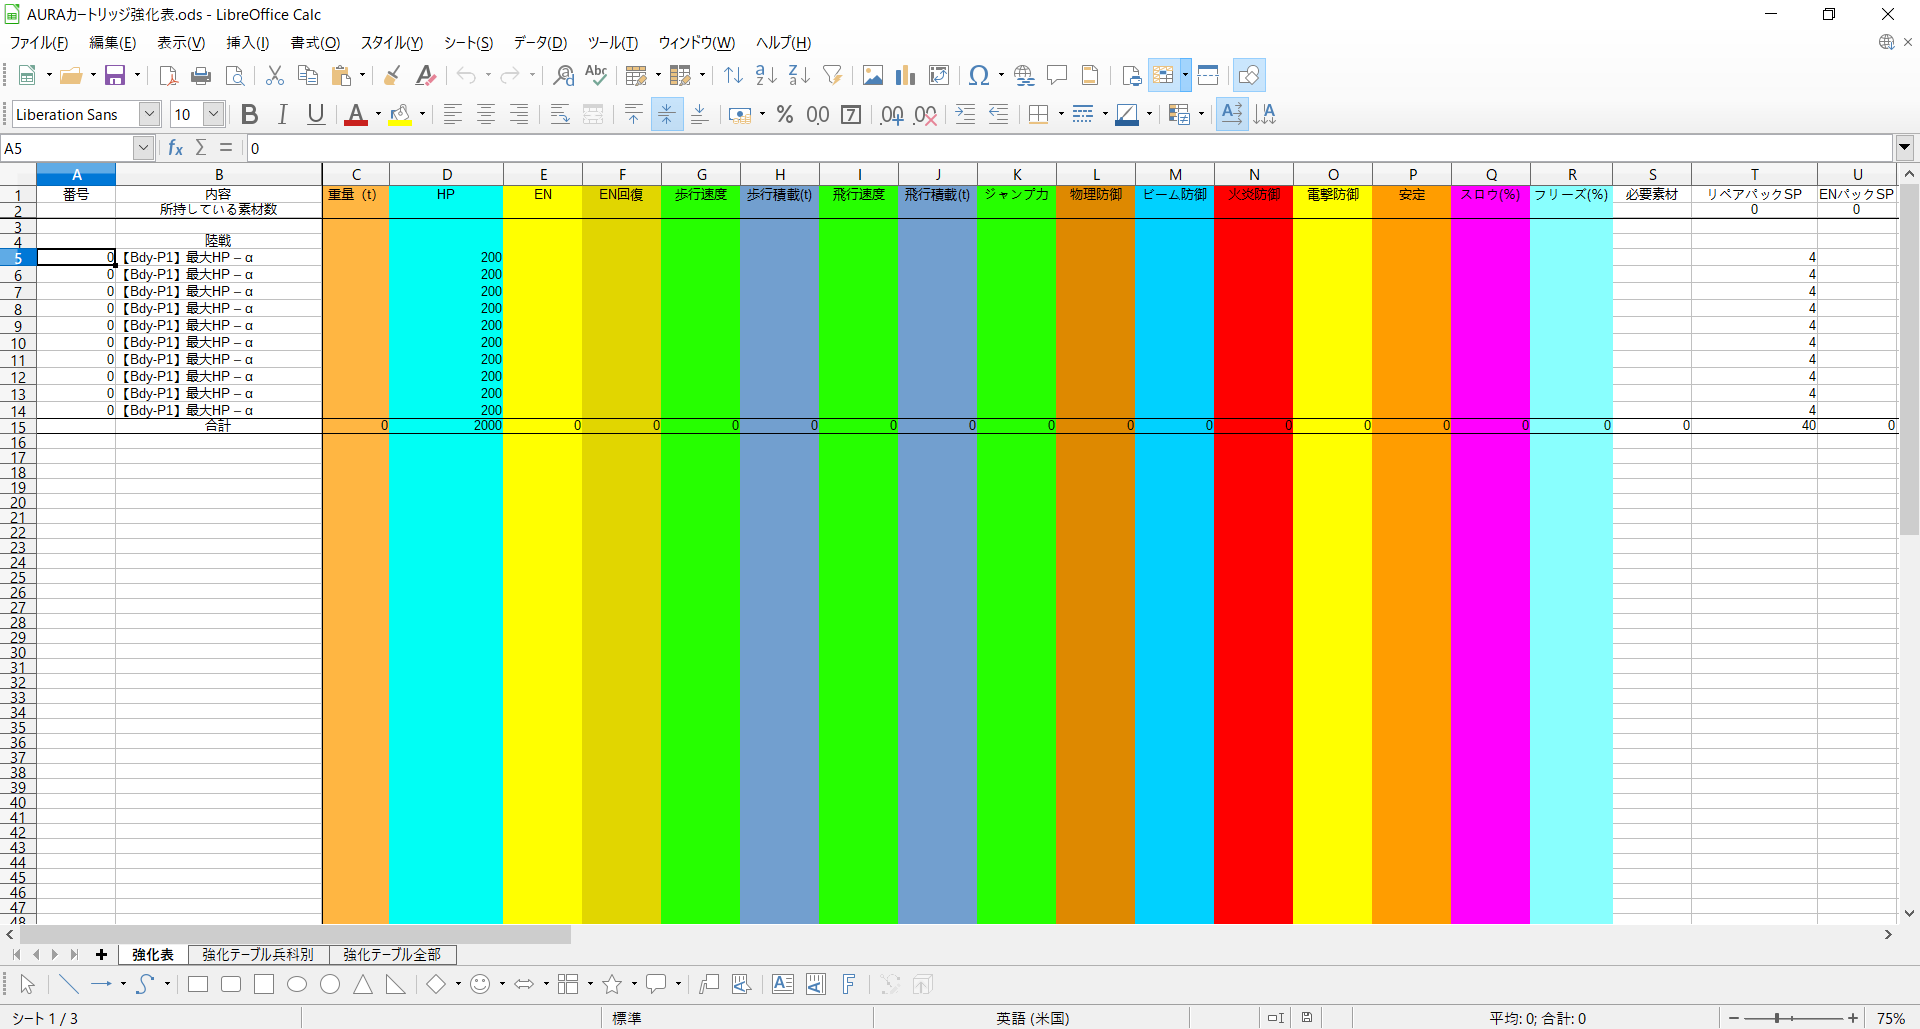 AURAカートリッジ強化表.ods - LibreOffice Calc
ファイル(F) 編集(E) 表示(V) 挿入(I) 書式(O) スタイル(Y) シート(S) データ(D) ツール(T) ウィンドウ(W) ヘルプ(H)
Liberation Sans 10
A5 0
A B C D E F G H I J K L M N O P Q R S T U
1 番号 内容 重量 (t) HP EN EN回復 歩行速度 歩行積載(t) 飛行速度 飛行積載(t) ジャンプ力 物理防御 ビーム防御 火炎防御 電撃防御 安定 スロウ(%) フリーズ(%) 必要素材 リペアパックSP ENパックSP
2 所持している素材数 0 0
3
4 陸戦
5 0 【Bdy-P1】最大HP – α 200 4
6 0 【Bdy-P1】最大HP – α 200 4
7 0 【Bdy-P1】最大HP – α 200 4
8 0 【Bdy-P1】最大HP – α 200 4
9 0 【Bdy-P1】最大HP – α 200 4
10 0 【Bdy-P1】最大HP – α 200 4
11 0 【Bdy-P1】最大HP – α 200 4
12 0 【Bdy-P1】最大HP – α 200 4
13 0 【Bdy-P1】最大HP – α 200 4
14 0 【Bdy-P1】最大HP – α 200 4
15 合計 0 2000 0 0 0 0 0 0 0 0 0 0 0 0 0 0 0 40 0
16
17
18
19
20
21
22
23
24
25
26
27
28
29
30
31
32
33
34
35
36
37
38
39
40
41
42
43
44
45
46
47
48
強化表 強化テーブル兵科別 強化テーブル全部
シート 1 / 3 標準 英語 (米国) 平均: 0; 合計: 0 75%